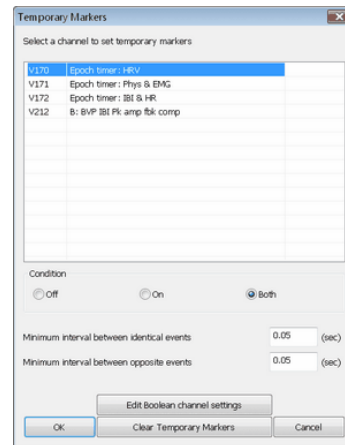 Temporary Markers
Select a channel to set temporary markers
V170 Epoch timer: HRV
V171 Epoch timer: Phys & EMG
V172 Epoch timer: IBI & HR
V212 B: BVP IBI Pk amp fbk comp
Condition
Off On Both
Minimum interval between identical events 0.05 (sec)
Minimum interval between opposite events 0.05 (sec)
Edit Boolean channel settings
OK Clear Temporary Markers Cancel